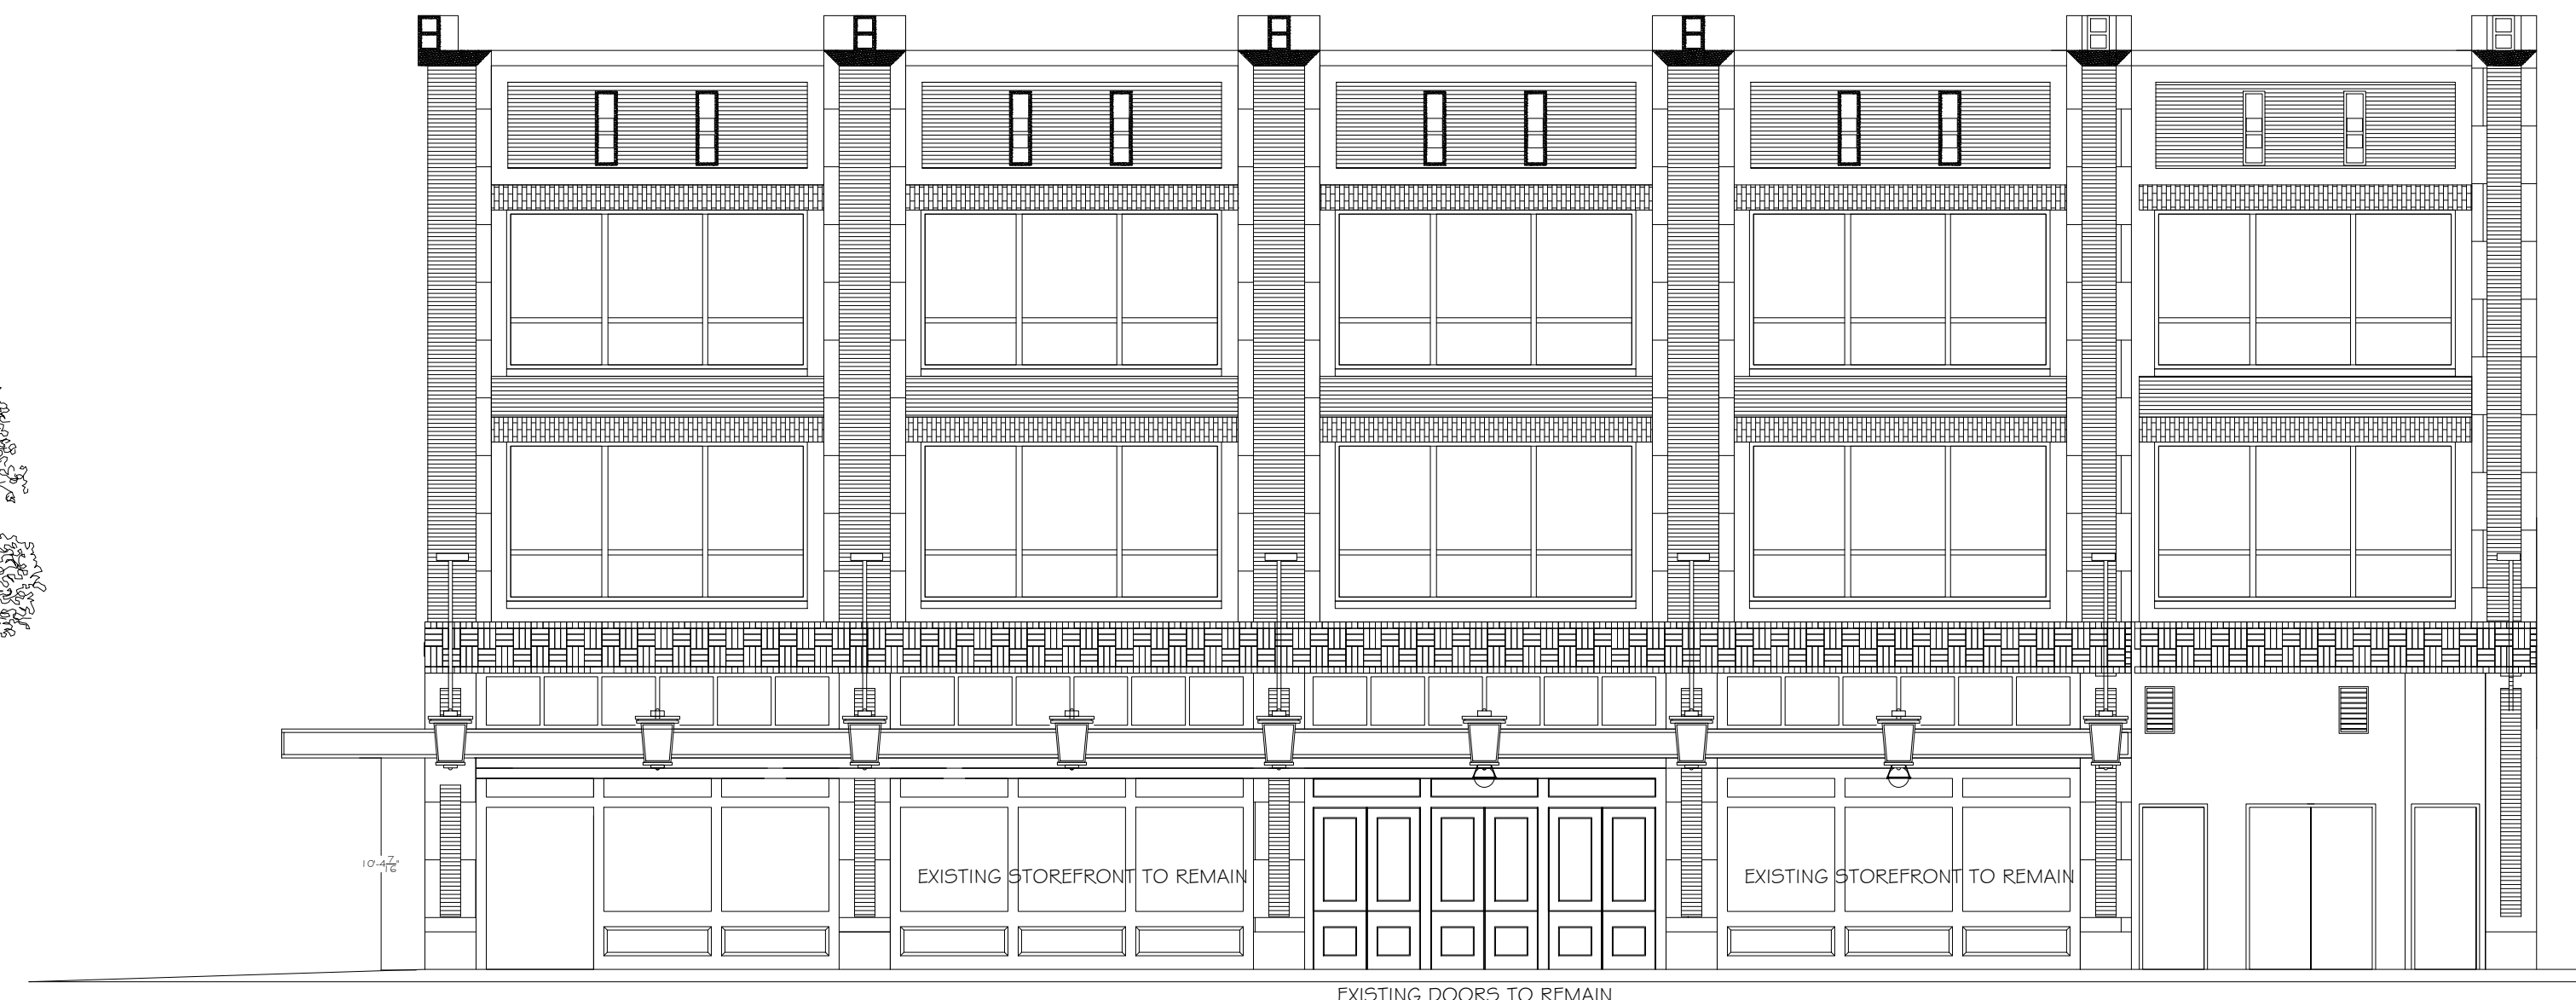 10'-4 7/16"
EXISTING STOREFRONT TO REMAIN
EXISTING STOREFRONT TO REMAIN
EXISTING DOORS TO REMAIN